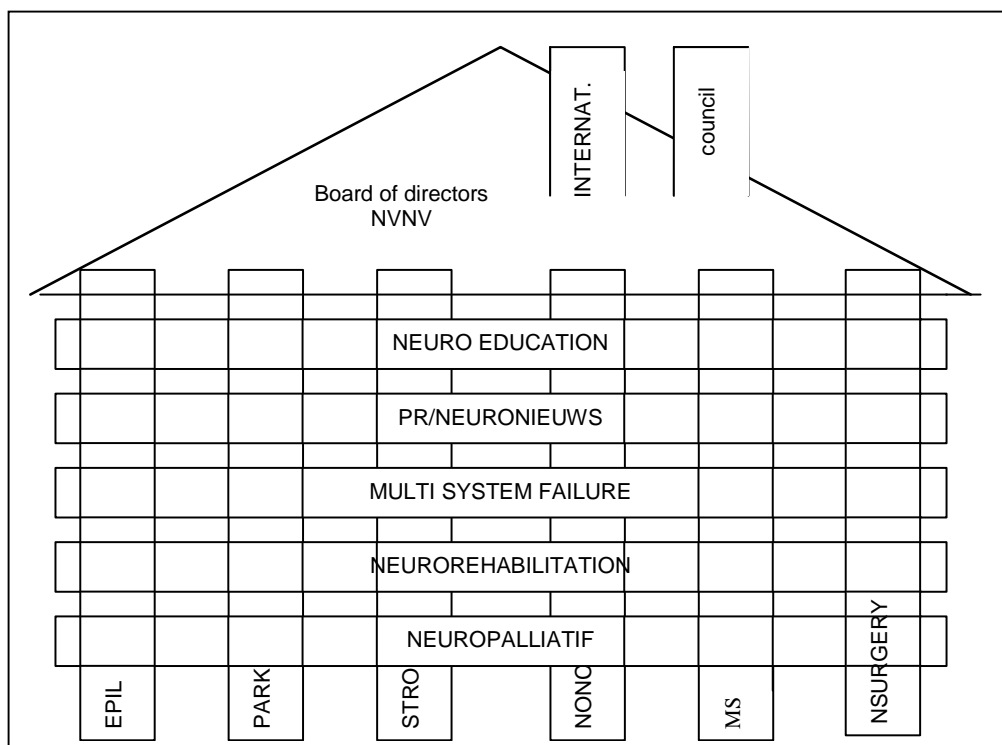 INTERNAT.
council
Board of directors
NVNV
NEURO EDUCATION
PR/NEURONIEUWS
MULTI SYSTEM FAILURE
NEUROREHABILITATION
NEUROPALLIATIF
EPIL
PARK
STRO
NONC
MS
NSURGERY